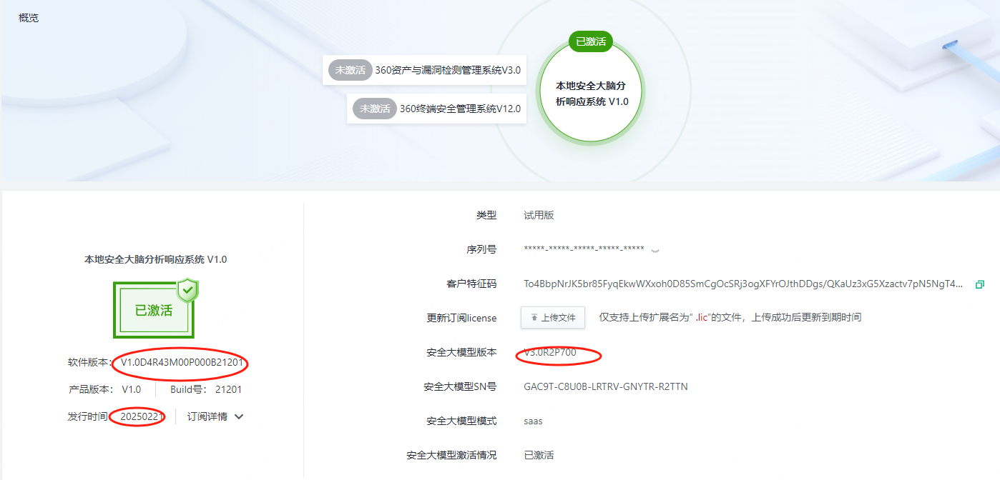 概览
已激活
未激活 360资产与漏洞检测管理系统V3.0
本地安全大脑分
析响应系统 V1.0
未激活 360终端安全管理系统V12.0
本地安全大脑分析响应系统 V1.0
已激活
软件版本： V1.0D4R43M00P000B21201
产品版本： V1.0 Build号： 21201
发行时间 20250221 订阅详情
类型 试用版
序列号 *****-*****-*****-*****-*****
客户特征码 To4BbpNrJK5br85FyqEkwWXxoh0D85SmCgOcSRj3ogXFYrOJthDDgs/QKaUz3xG5Xzactv7pN5NgT4...
更新订阅license 上传文件 仅支持上传扩展名为“ .lic”的文件，上传成功后更新到期时间
安全大模型版本 V3.0R2P700
安全大模型SN号 GAC9T-C8U0B-LRTRV-GNYTR-R2TTN
安全大模型模式 saas
安全大模型激活情况 已激活